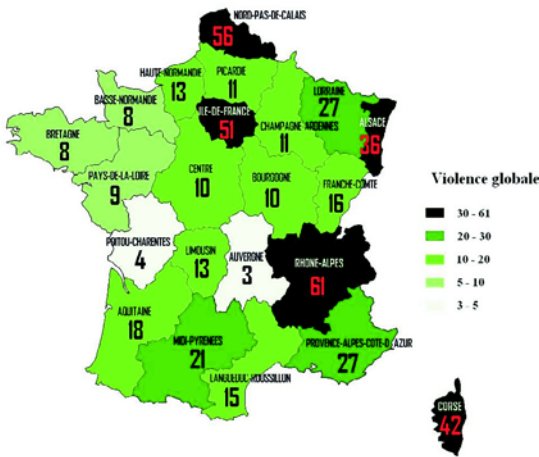 NORD-PAS-DE-CALAIS
56
HAUTE-NORMANDIE
13
PICARDIE
11
BASSE-NORMANDIE
8
ILE-DE-FRANCE
51
LORRAINE
27
ALSACE
36
CHAMPAGNE-ARDENNES
11
BRETAGNE
8
PAYS-DE-LA-LOIRE
9
CENTRE
10
BOURGOGNE
10
FRANCHE-COMTE
16
Violence globale
30 - 61
20 - 30
10 - 20
5 - 10
3 - 5
POITOU-CHARENTES
4
LIMOUSIN
13
AUVERGNE
3
RHONE-ALPES
61
AQUITAINE
18
MIDI-PYRENEES
21
LANGUEDOC-ROUSSILLON
15
PROVENCE-ALPES-COTE-D'AZUR
27
CORSE
42